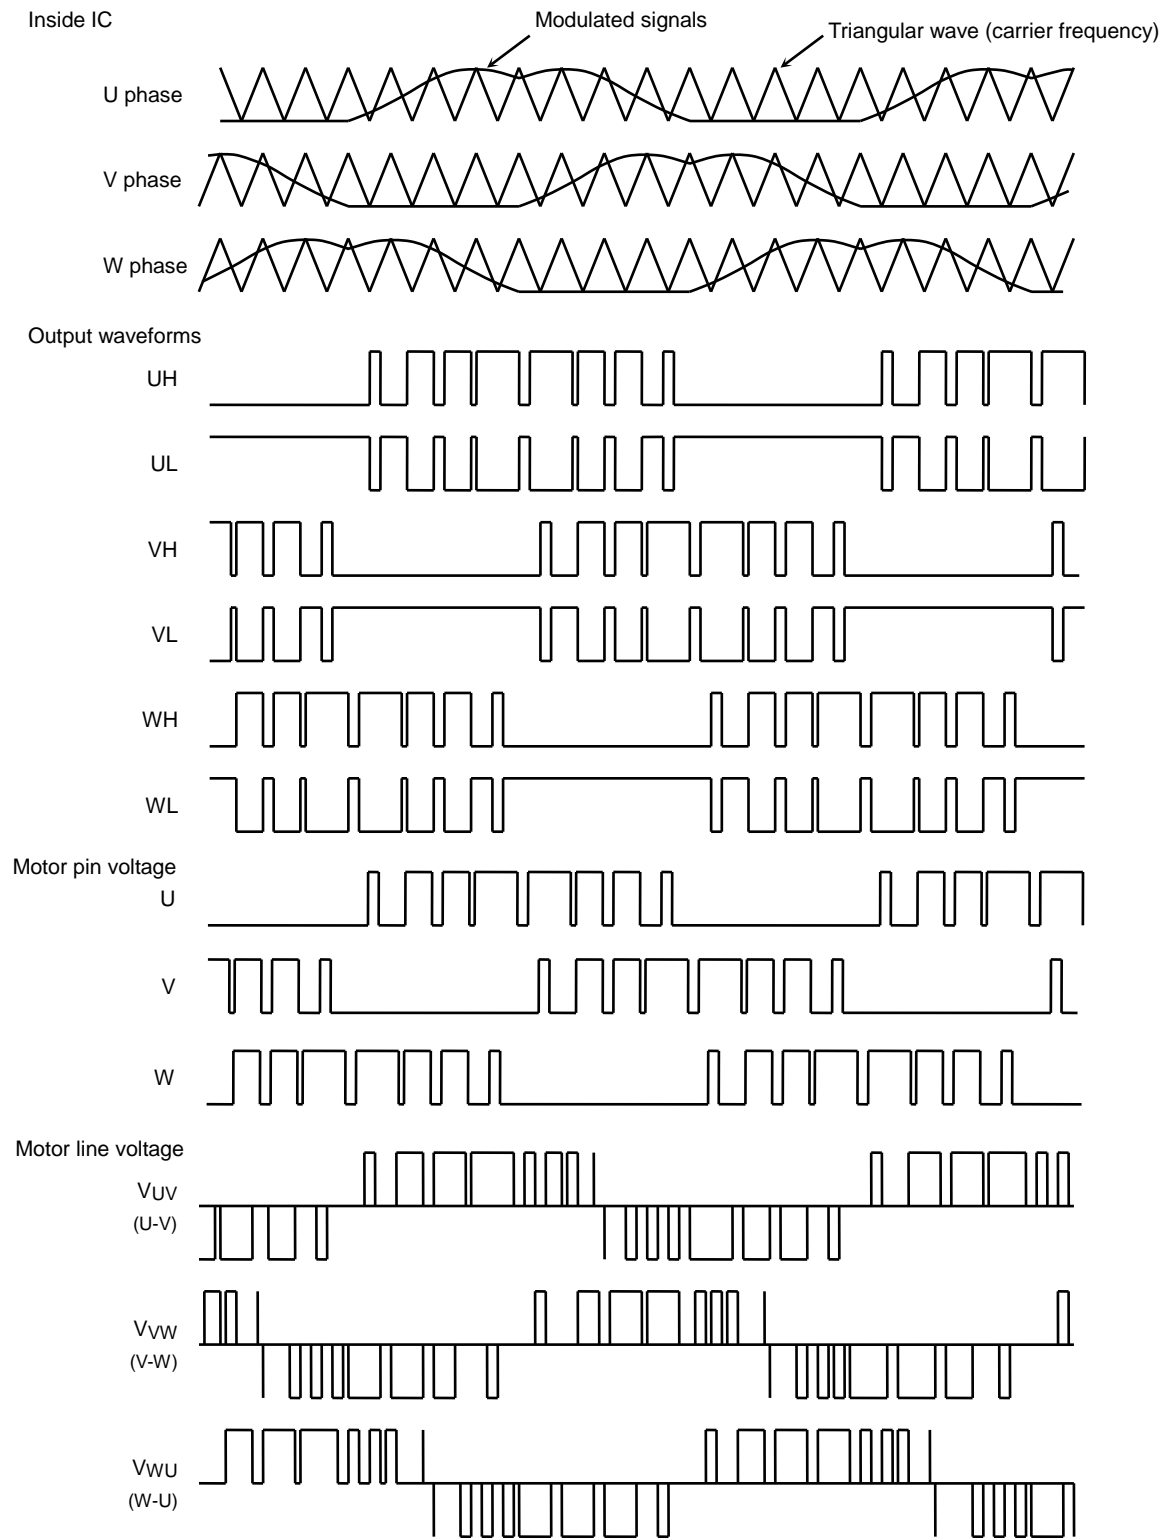 Inside IC
Modulated signals
Triangular wave (carrier frequency)
U phase
V phase
W phase
Output waveforms
UH
UL
VH
VL
WH
WL
Motor pin voltage
U
V
W
Motor line voltage
VUV
(U-V)
VVW
(V-W)
VWU
(W-U)